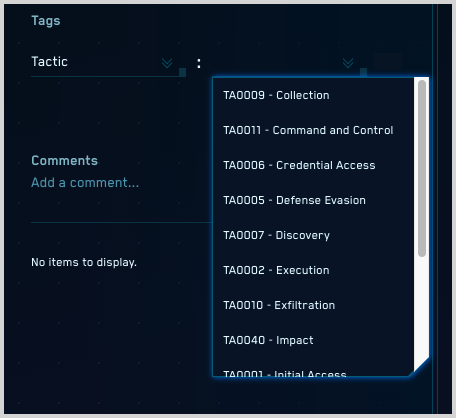 Tags
Tactic :
TA0009 - Collection
TA0011 - Command and Control
TA0006 - Credential Access
TA0005 - Defense Evasion
TA0007 - Discovery
TA0002 - Execution
TA0010 - Exfiltration
TA0040 - Impact
TA0001 - Initial Access
Comments
Add a comment...
No items to display.